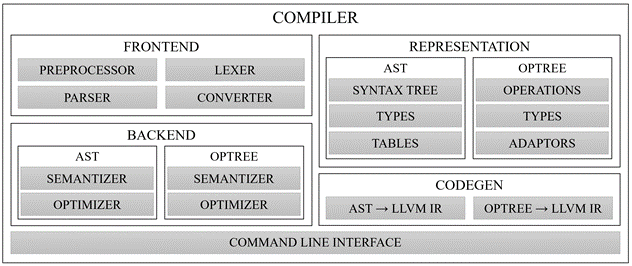 COMPILER
FRONTEND
PREPROCESSOR
LEXER
PARSER
CONVERTER
BACKEND
AST
SEMANTIZER
OPTIMIZER
OPTREE
SEMANTIZER
OPTIMIZER
REPRESENTATION
AST
SYNTAX TREE
TYPES
TABLES
OPTREE
OPERATIONS
TYPES
ADAPTORS
CODEGEN
AST → LLVM IR
OPTREE → LLVM IR
COMMAND LINE INTERFACE